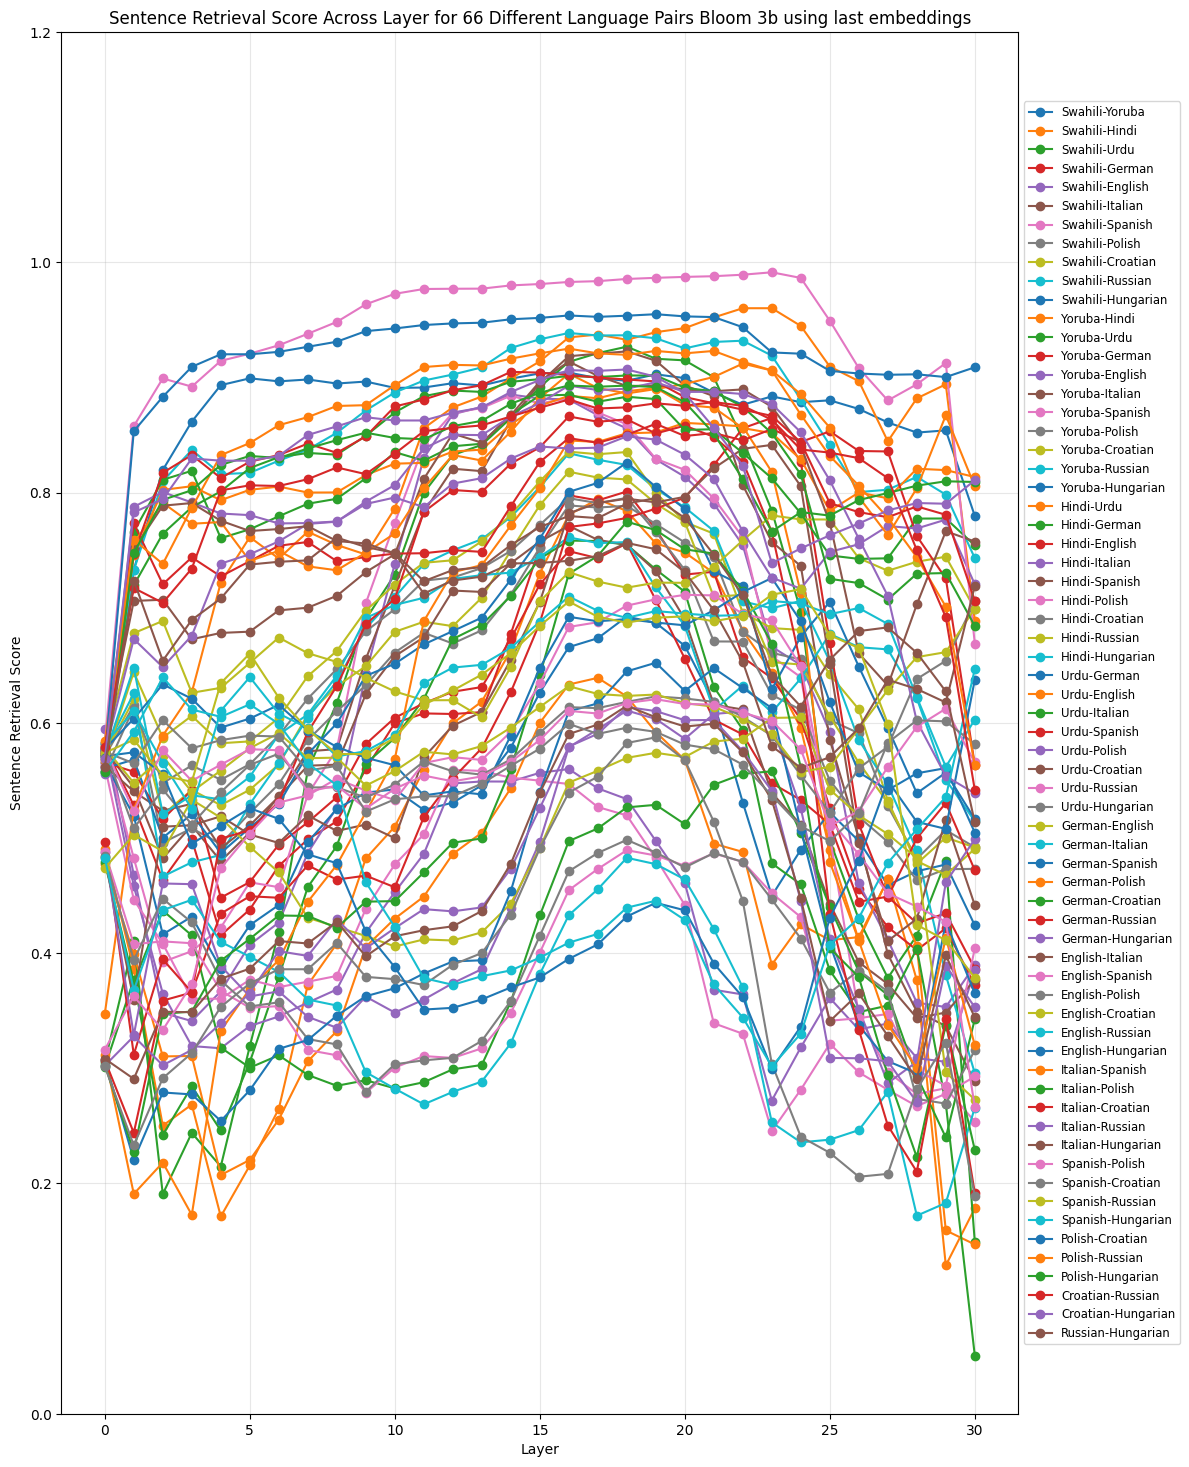 Sentence Retrieval Score Across Layer for 66 Different Language Pairs Bloom 3b using last embeddings
1.2
1.0
0.8
0.6
0.4
0.2
0.0
Sentence Retrieval Score
0
5
10
15
20
25
30
Layer
Swahili-Yoruba
Swahili-Hindi
Swahili-Urdu
Swahili-German
Swahili-English
Swahili-Italian
Swahili-Spanish
Swahili-Polish
Swahili-Croatian
Swahili-Russian
Swahili-Hungarian
Yoruba-Hindi
Yoruba-Urdu
Yoruba-German
Yoruba-English
Yoruba-Italian
Yoruba-Spanish
Yoruba-Polish
Yoruba-Croatian
Yoruba-Russian
Yoruba-Hungarian
Hindi-Urdu
Hindi-German
Hindi-English
Hindi-Italian
Hindi-Spanish
Hindi-Polish
Hindi-Croatian
Hindi-Russian
Hindi-Hungarian
Urdu-German
Urdu-English
Urdu-Italian
Urdu-Spanish
Urdu-Polish
Urdu-Croatian
Urdu-Russian
Urdu-Hungarian
German-English
German-Italian
German-Spanish
German-Polish
German-Croatian
German-Russian
German-Hungarian
English-Italian
English-Spanish
English-Polish
English-Croatian
English-Russian
English-Hungarian
Italian-Spanish
Italian-Polish
Italian-Croatian
Italian-Russian
Italian-Hungarian
Spanish-Polish
Spanish-Croatian
Spanish-Russian
Spanish-Hungarian
Polish-Croatian
Polish-Russian
Polish-Hungarian
Croatian-Russian
Croatian-Hungarian
Russian-Hungarian